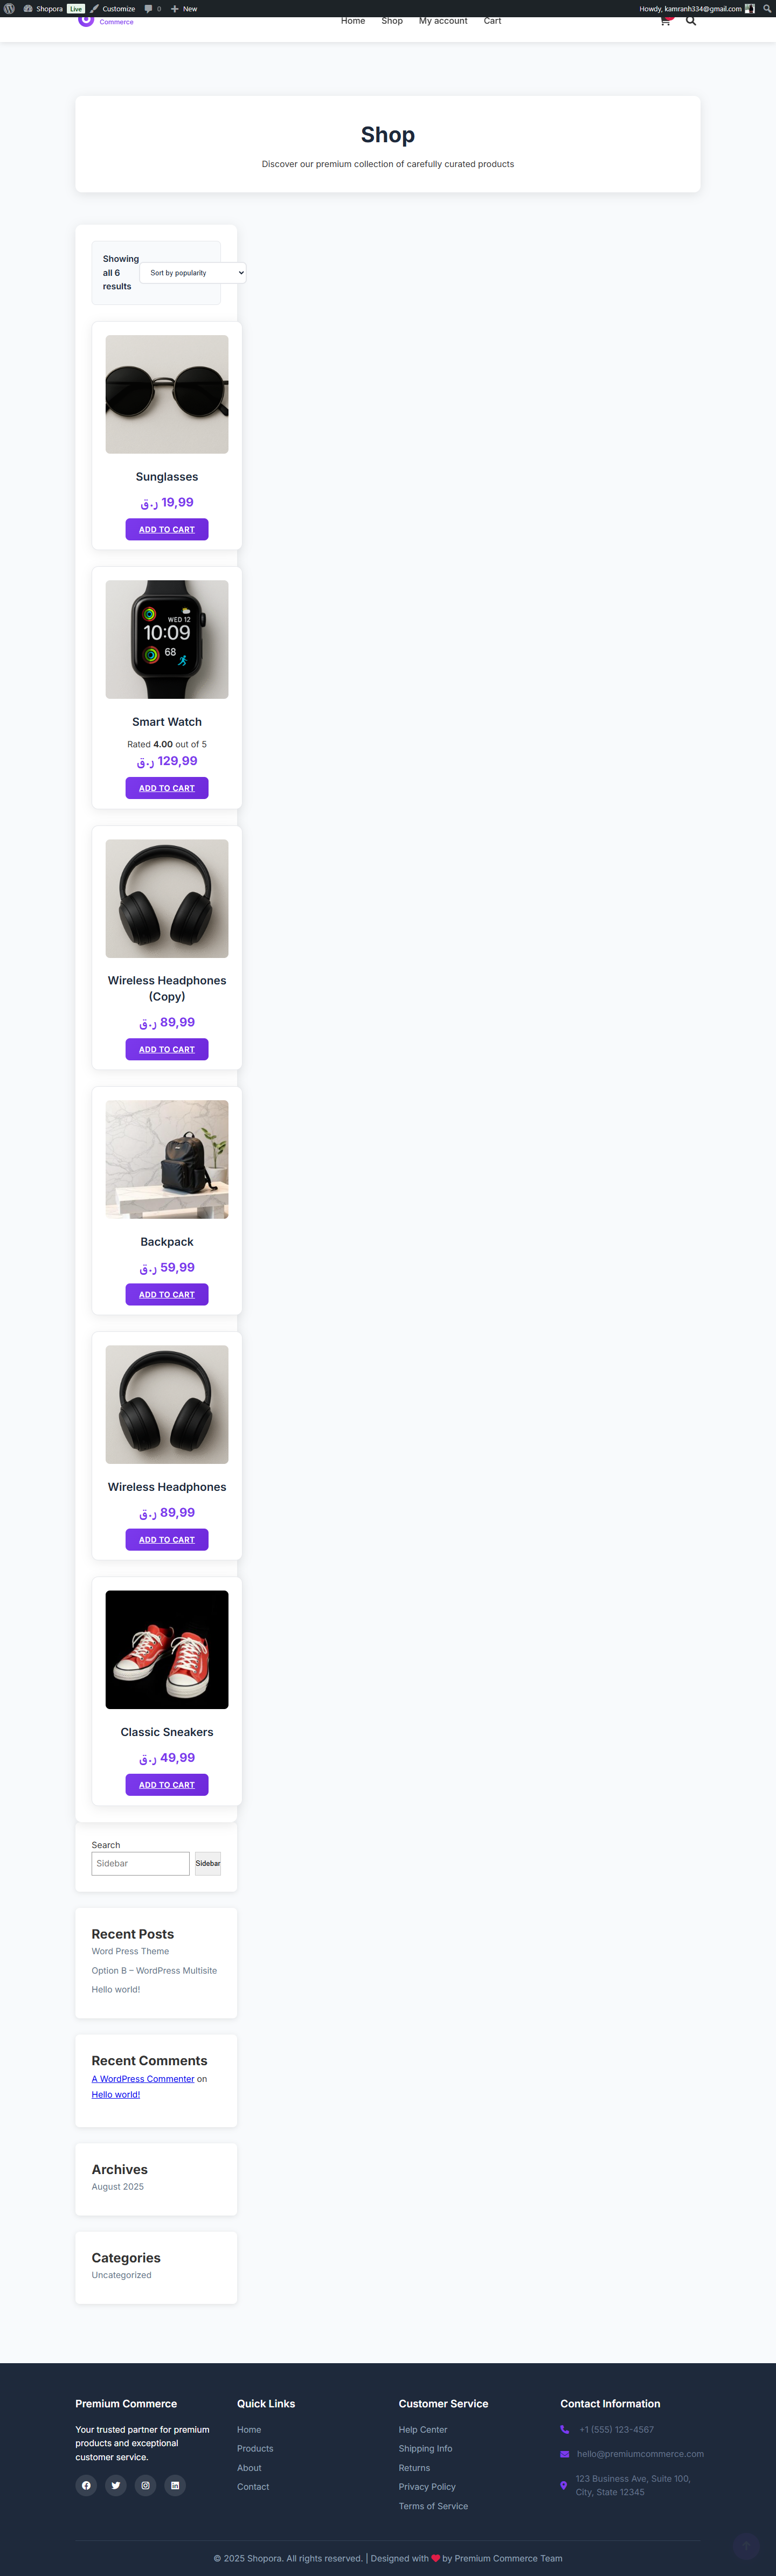 Shopora Live Customize 0 New Howdy, kamranh334@gmail.com
Commerce Home Shop My account Cart
Shop
Discover our premium collection of carefully curated products
Showing
all 6
results
Sort by popularity
Sunglasses
19,99 ر.ق
ADD TO CART
WED 12
10:09
68
Smart Watch
Rated 4.00 out of 5
129,99 ر.ق
ADD TO CART
Wireless Headphones
(Copy)
89,99 ر.ق
ADD TO CART
Backpack
59,99 ر.ق
ADD TO CART
Wireless Headphones
89,99 ر.ق
ADD TO CART
Classic Sneakers
49,99 ر.ق
ADD TO CART
Search
Sidebar Sidebar
Recent Posts
Word Press Theme
Option B – WordPress Multisite
Hello world!
Recent Comments
A WordPress Commenter on
Hello world!
Archives
August 2025
Categories
Uncategorized
Premium Commerce
Your trusted partner for premium
products and exceptional
customer service.
Quick Links
Home
Products
About
Contact
Customer Service
Help Center
Shipping Info
Returns
Privacy Policy
Terms of Service
Contact Information
+1 (555) 123-4567
hello@premiumcommerce.com
123 Business Ave, Suite 100,
City, State 12345
© 2025 Shopora. All rights reserved. | Designed with ❤ by Premium Commerce Team